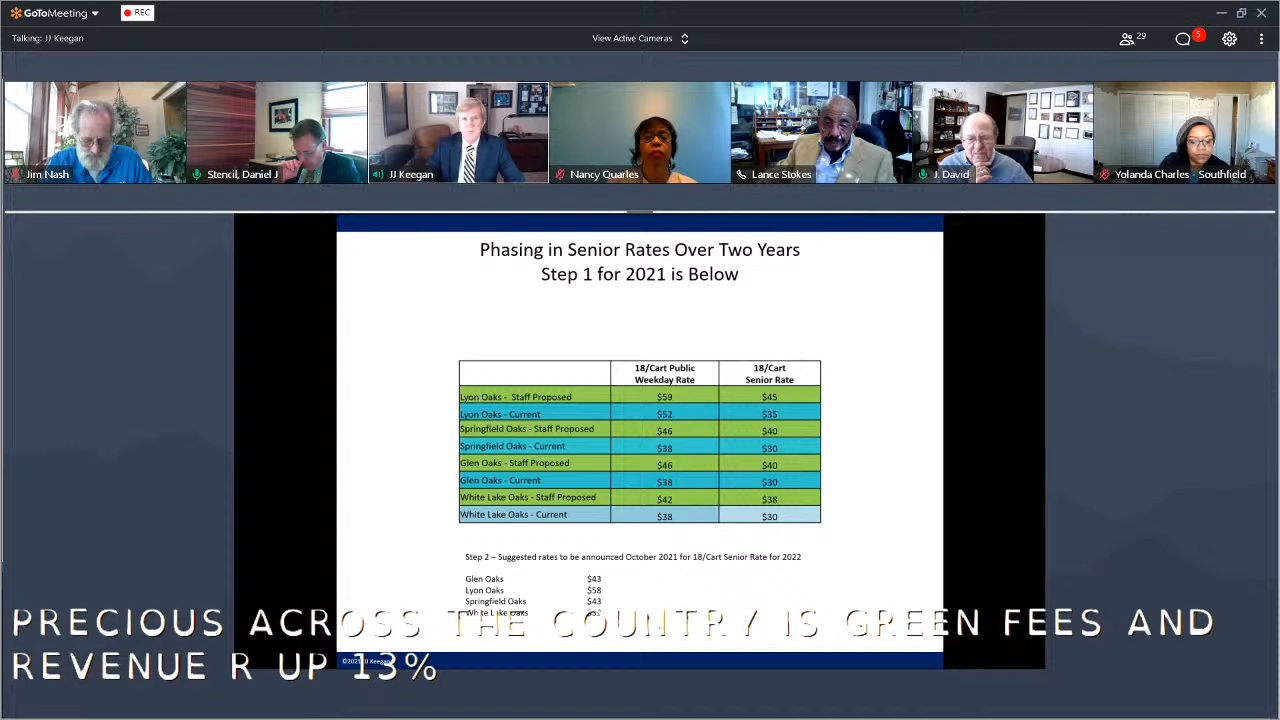 GoToMeeting
REC
Talking: JJ Keegan
View Active Cameras
29
5
Jim Nash
Stencil, Daniel J
JJ Keegan
Nancy Quarles
Lance Stokes
J. David
Yolanda Charles - Southfield
Phasing in Senior Rates Over Two Years
Step 1 for 2021 is Below
18/Cart Public Weekday Rate 18/Cart Senior Rate
Lyon Oaks - Staff Proposed $59 $45
Lyon Oaks - Current $52 $35
Springfield Oaks - Staff Proposed $46 $40
Springfield Oaks - Current $38 $30
Glen Oaks - Staff Proposed $46 $40
Glen Oaks - Current $38 $30
White Lake Oaks - Staff Proposed $42 $38
White Lake Oaks - Current $38 $30
Step 2 – Suggested rates to be announced October 2021 for 18/Cart Senior Rate for 2022
Glen Oaks $43
Lyon Oaks $58
Springfield Oaks $43
White Lake Oaks
PRECIOUS ACROSS THE COUNTRY IS GREEN FEES AND
REVENUE R UP 13%
©2021 JJ Keegan